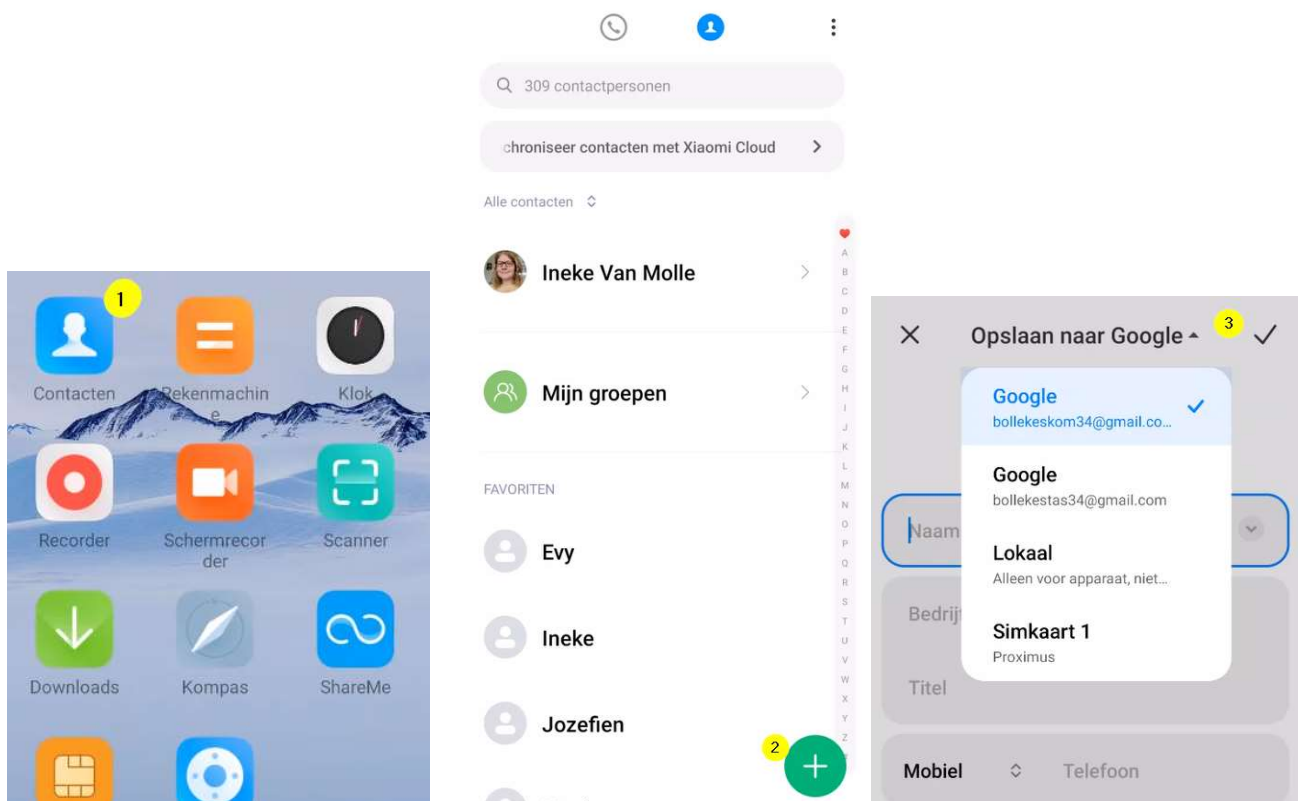 1
Contacten
Rekenmachin
e
Klok
Recorder
Schermrecor
der
Scanner
Downloads
Kompas
ShareMe
309 contactpersonen
chroniseer contacten met Xiaomi Cloud
Alle contacten
A
B
C
D
E
F
G
H
I
J
K
L
M
N
O
P
Q
R
S
T
U
V
W
X
Y
Z
Ineke Van Molle
Mijn groepen
FAVORITEN
Evy
Ineke
Jozefien
2
Opslaan naar Google
3
Google
bollekeskom34@gmail.co...
Google
bollekestas34@gmail.com
Lokaal
Alleen voor apparaat, niet...
Simkaart 1
Proximus
Naam
Bedrij
Titel
Mobiel
Telefoon